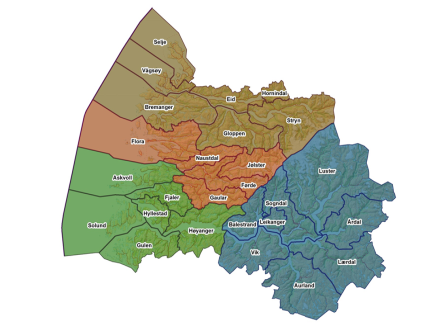 Selje
Vågsøy
Hornindal
Eid
Bremanger
Stryn
Gloppen
Flora
Naustdal
Jølster
Luster
Askvoll
Førde
Fjaler
Gaular
Sogndal
Hyllestad
Årdal
Leikanger
Solund
Balestrand
Høyanger
Gulen
Vik
Lærdal
Aurland